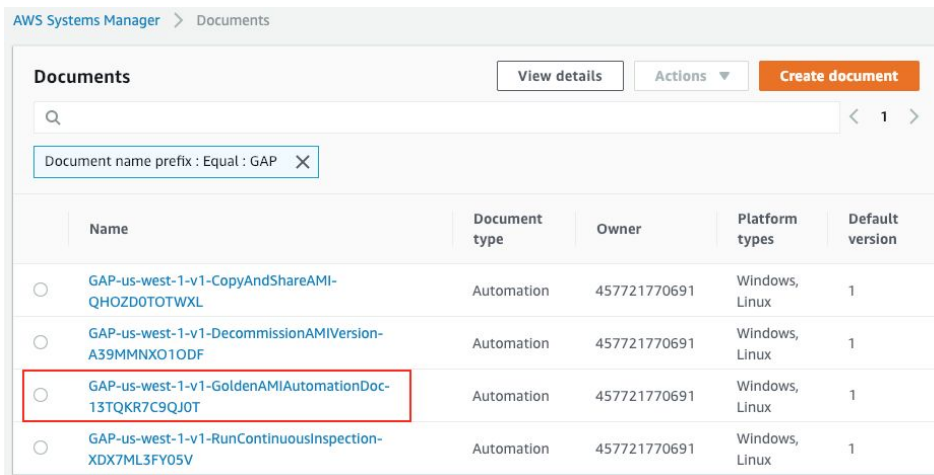 AWS Systems Manager > Documents
Documents
View details
Actions ▼
Create document
< 1 >
Document name prefix : Equal : GAP X
Name
Document type
Owner
Platform types
Default version
GAP-us-west-1-v1-CopyAndShareAMI-
QHOZD0TOTWXL
Automation
457721770691
Windows,
Linux
1
GAP-us-west-1-v1-DecommissionAMIVersion-
A39MMNXO1ODF
Automation
457721770691
Windows,
Linux
1
GAP-us-west-1-v1-GoldenAMIAutomationDoc-
13TQKR7C9QJ0T
Automation
457721770691
Windows,
Linux
1
GAP-us-west-1-v1-RunContinuousInspection-
XDX7ML3FY05V
Automation
457721770691
Windows,
Linux
1